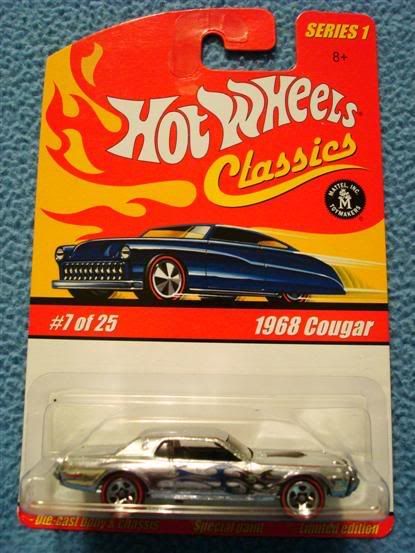 SERIES 1
8+
HOT WHEELS
Classics
MATTEL, INC.
M
TOYMAKERS
#7 of 25
1968 Cougar
Die-cast body & chassis Special paint Limited edition